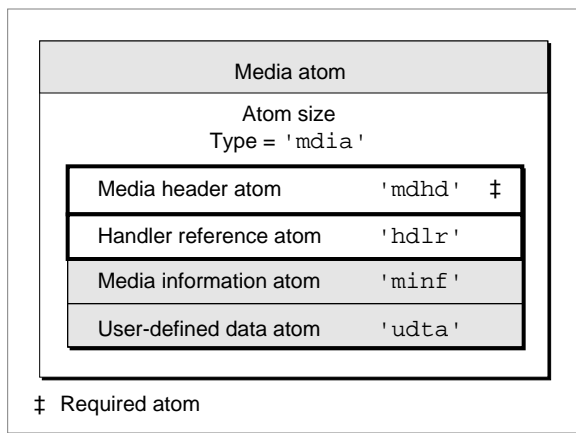 Media atom
Atom size
Type = 'mdia'
Media header atom 'mdhd' ‡
Handler reference atom 'hdlr'
Media information atom 'minf'
User-defined data atom 'udta'
‡ Required atom